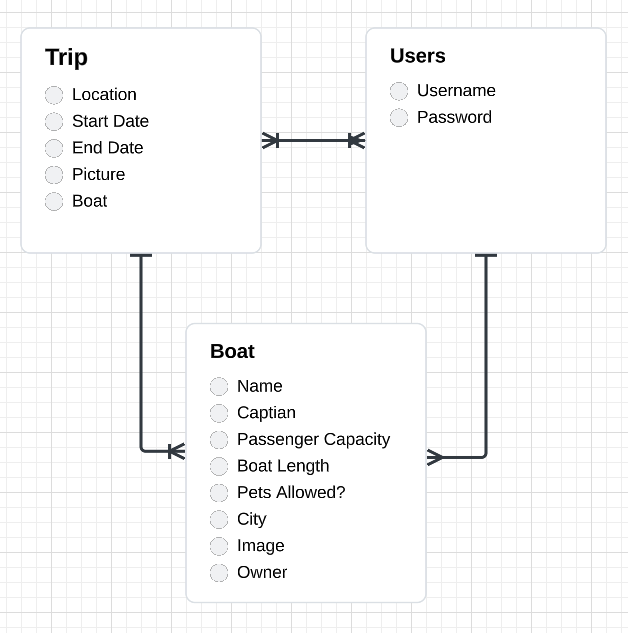 Trip
Location
Start Date
End Date
Picture
Boat
Users
Username
Password
Boat
Name
Captian
Passenger Capacity
Boat Length
Pets Allowed?
City
Image
Owner